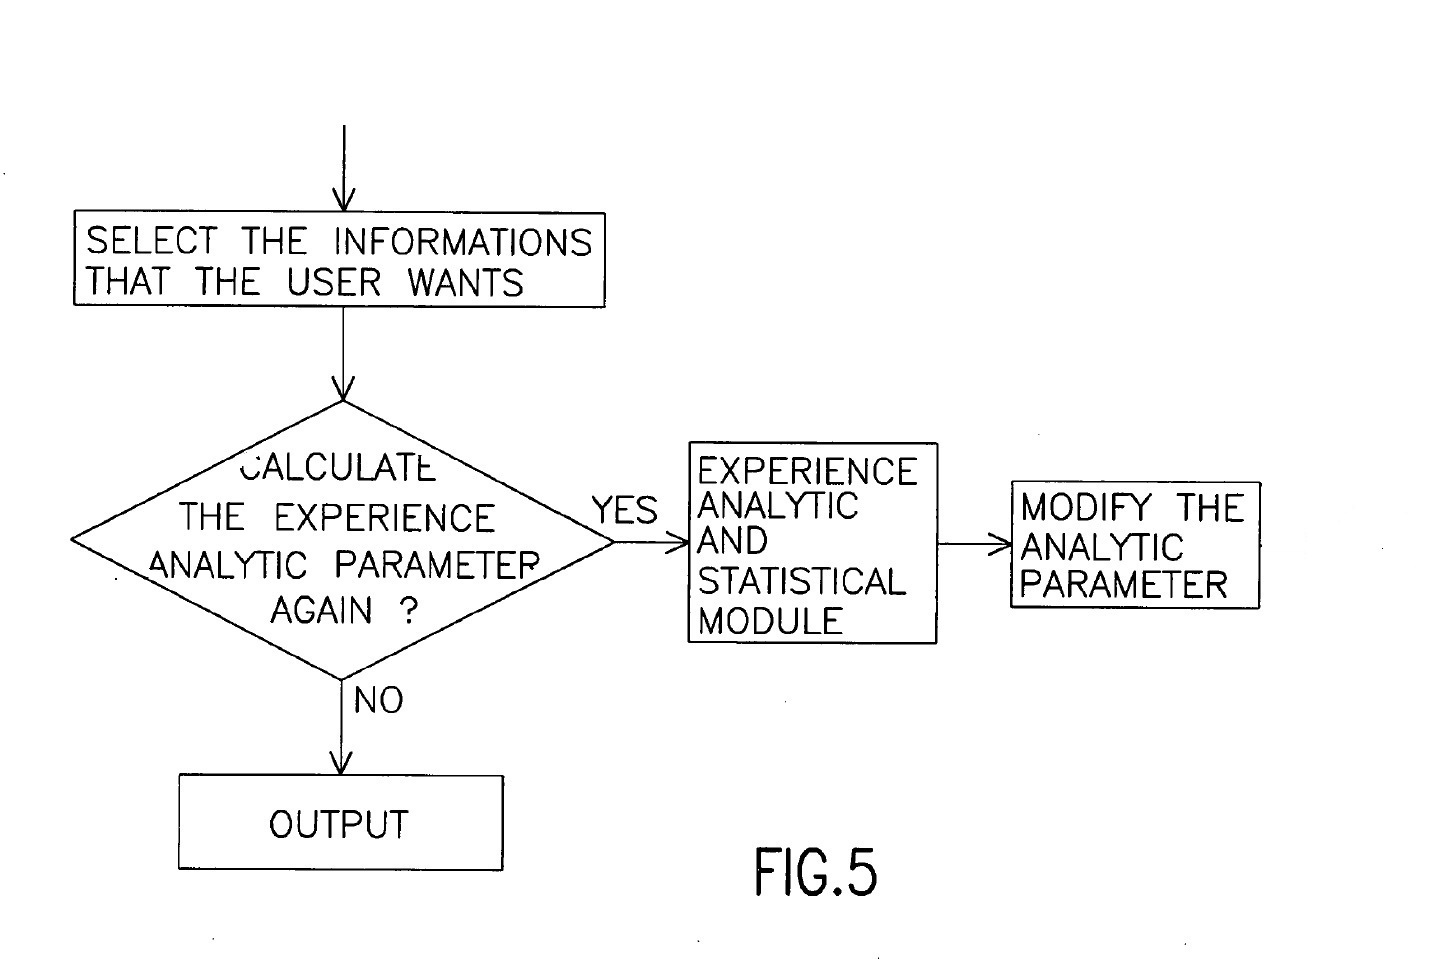 SELECT THE INFORMATIONS
THAT THE USER WANTS
CALCULATE
THE EXPERIENCE
ANALYTIC PARAMETER
AGAIN ?
YES
EXPERIENCE
ANALYTIC
AND
STATISTICAL
MODULE
MODIFY THE
ANALYTIC
PARAMETER
NO
OUTPUT
FIG.5